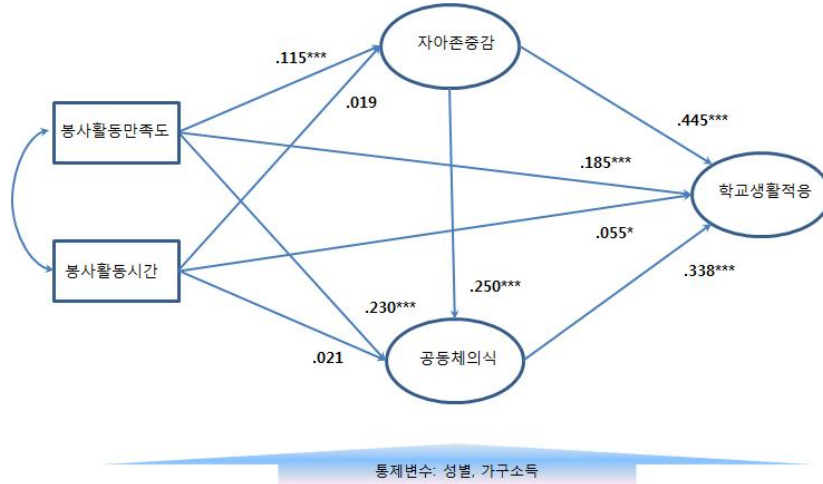 자아존중감
.115***
.019
봉사활동만족도
.445***
.185***
학교생활적응
.055*
봉사활동시간
.338***
.250***
.230***
.021
공동체의식
통제변수: 성별, 가구소득